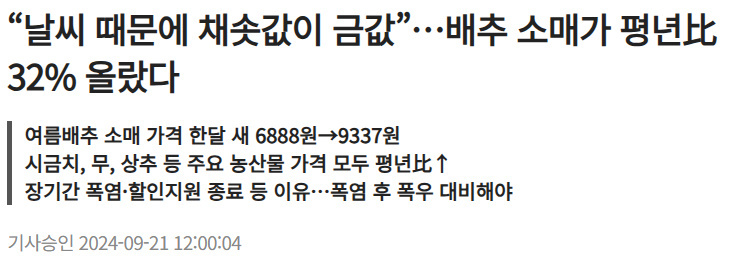 “날씨 때문에 채솟값이 금값”…배추 소매가 평년比
32% 올랐다
여름배추 소매 가격 한달 새 6888원→9337원
시금치, 무, 상추 등 주요 농산물 가격 모두 평년比↑
장기간 폭염·할인지원 종료 등 이유…폭염 후 폭우 대비해야
기사승인 2024-09-21 12:00:04